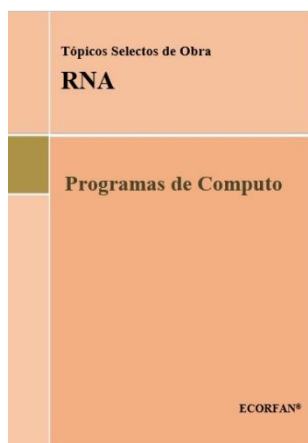 Tópicos Selectos de Obra
RNA
Programas de Computo
ECORFAN®